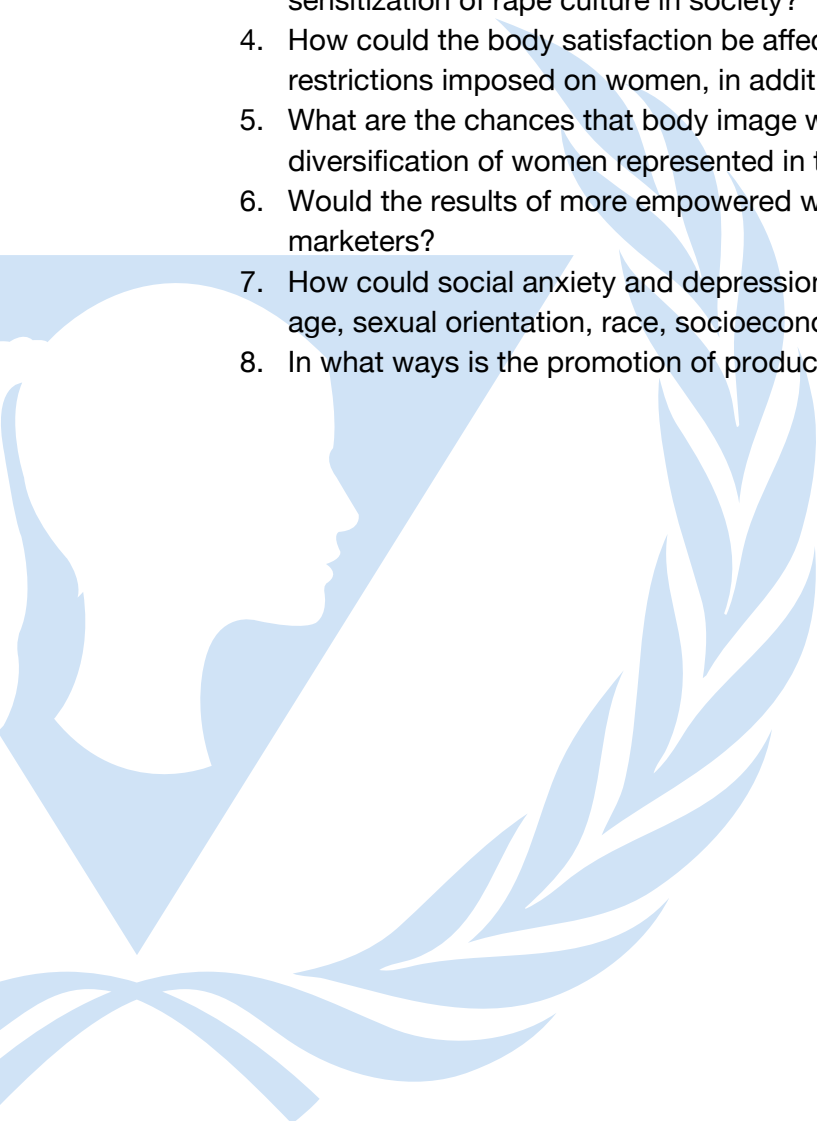 sensitization of rape culture in society?
4. How could the body satisfaction be affec
restrictions imposed on women, in addit
5. What are the chances that body image w
diversification of women represented in t
6. Would the results of more empowered w
marketers?
7. How could social anxiety and depression
age, sexual orientation, race, socioecono
8. In what ways is the promotion of produc